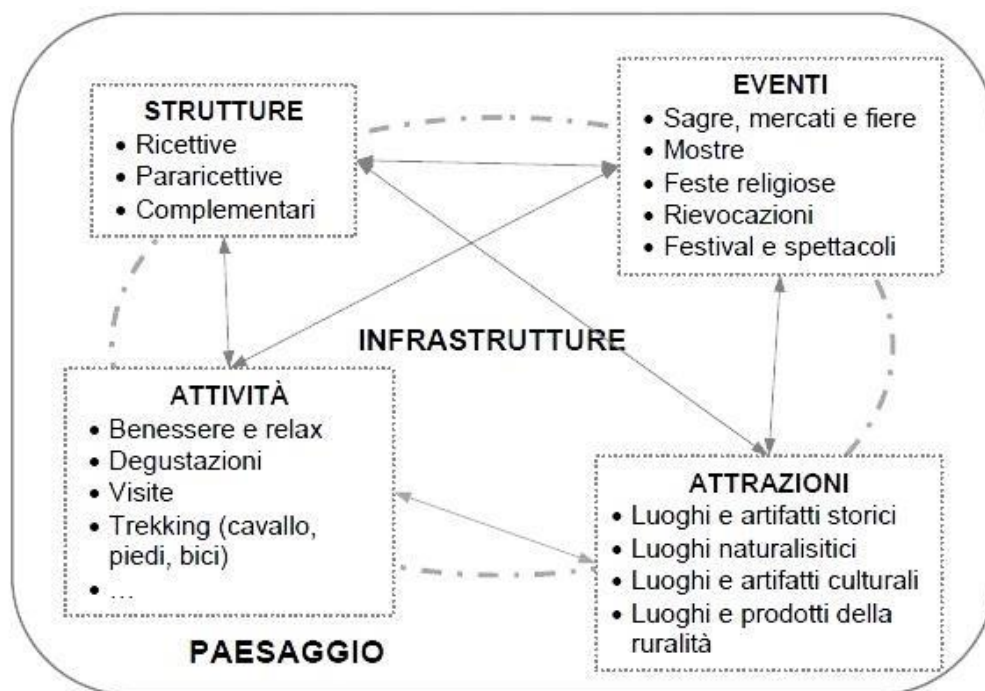 STRUTTURE
• Ricettive
• Pararicettive
• Complementari
EVENTI
• Sagre, mercati e fiere
• Mostre
• Feste religiose
• Rievocazioni
• Festival e spettacoli
INFRASTRUTTURE
ATTIVITÀ
• Benessere e relax
• Degustazioni
• Visite
• Trekking (cavallo,
piedi, bici)
• ...
ATTRAZIONI
• Luoghi e artifatti storici
• Luoghi naturalisitici
• Luoghi e artifatti culturali
• Luoghi e prodotti della
ruralità
PAESAGGIO